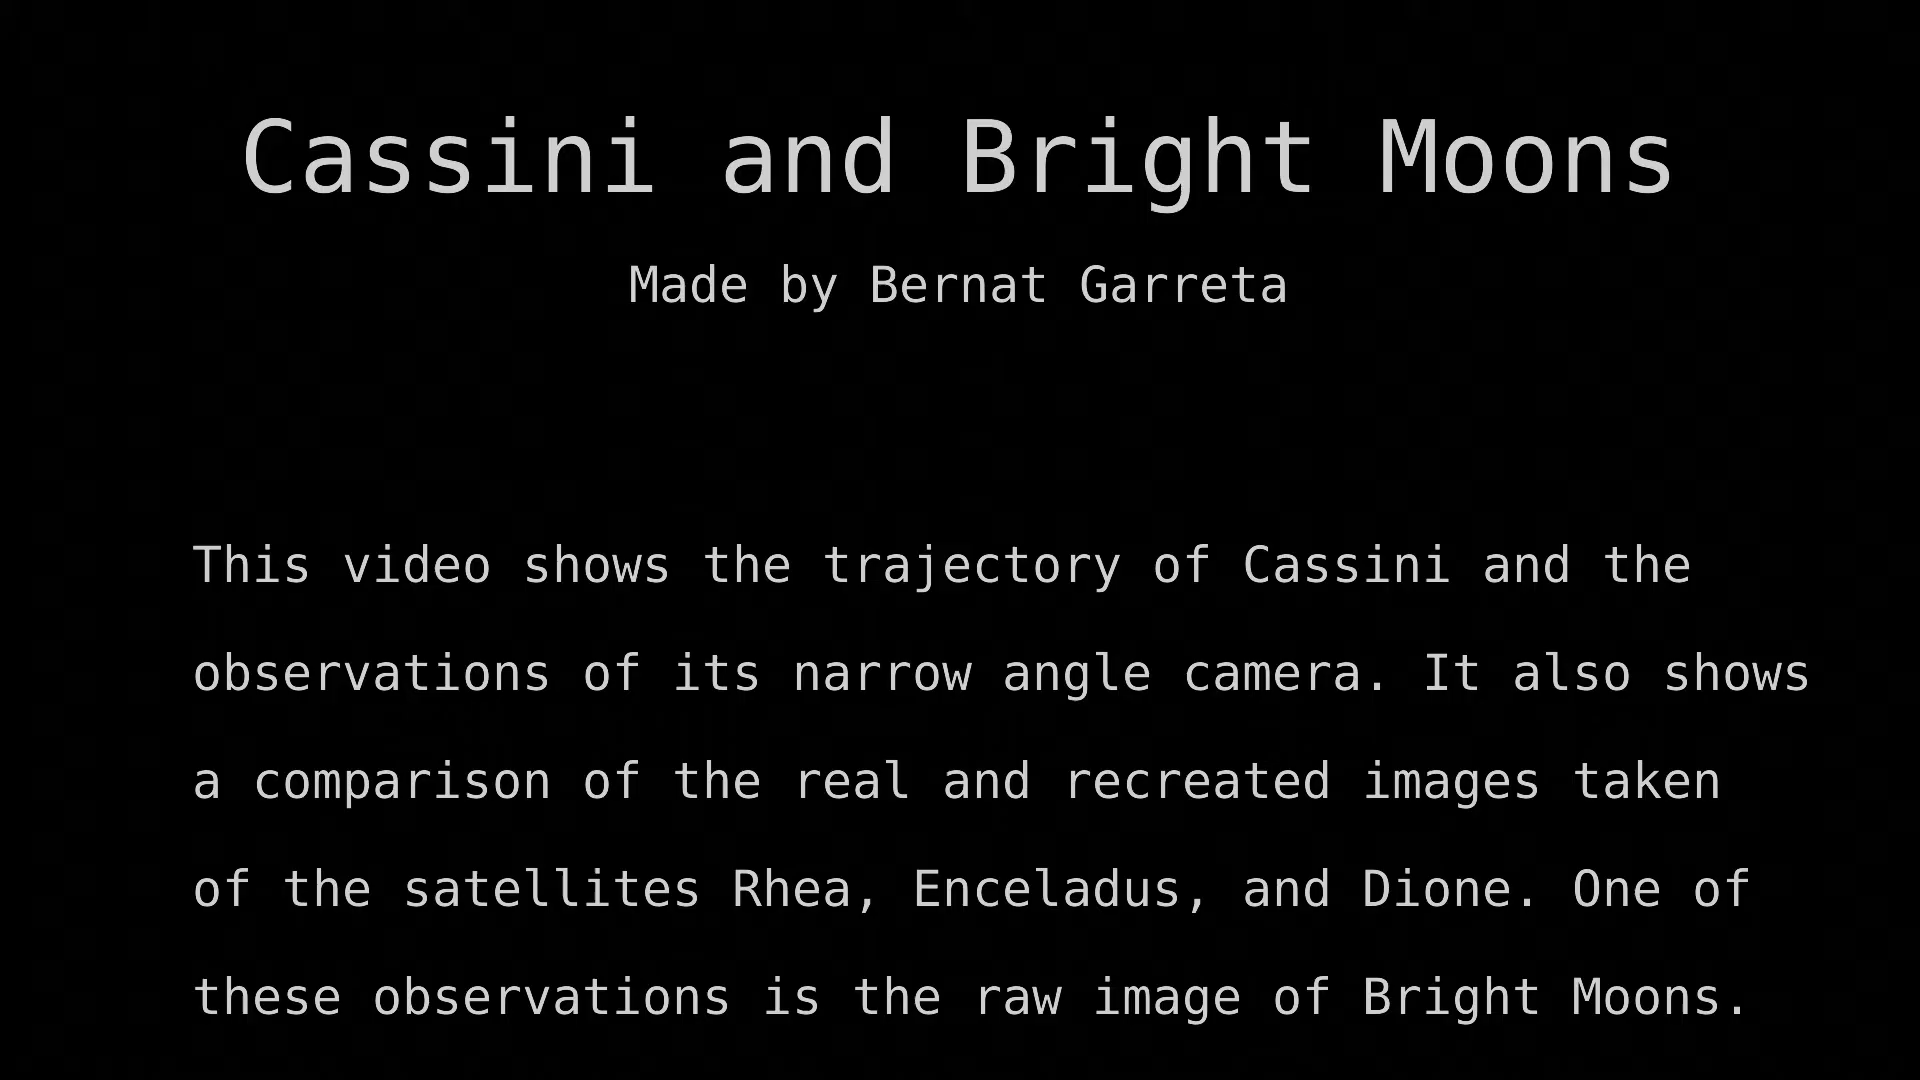 Cassini and Bright Moons
Made by Bernat Garreta
This video shows the trajectory of Cassini and the
observations of its narrow angle camera. It also shows
a comparison of the real and recreated images taken
of the satellites Rhea, Enceladus, and Dione. One of
these observations is the raw image of Bright Moons.